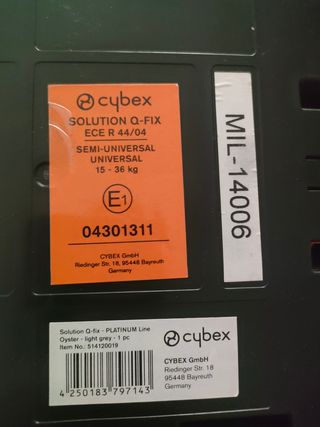 cybex
SOLUTION Q-FIX
ECE R 44/04
SEMI-UNIVERSAL
UNIVERSAL
15 - 36 kg
E1
04301311
CYBEX GmbH
Riedinger Str. 18, 95448 Bayreuth
Germany
MIL-14006
Solution Q-fix - PLATINUM Line
Oyster - light grey - 1 pc
Item No.: 514120019
4 250183 797143
cybex
CYBEX GmbH
Riedinger Str. 18
95448 Bayreuth
Germany